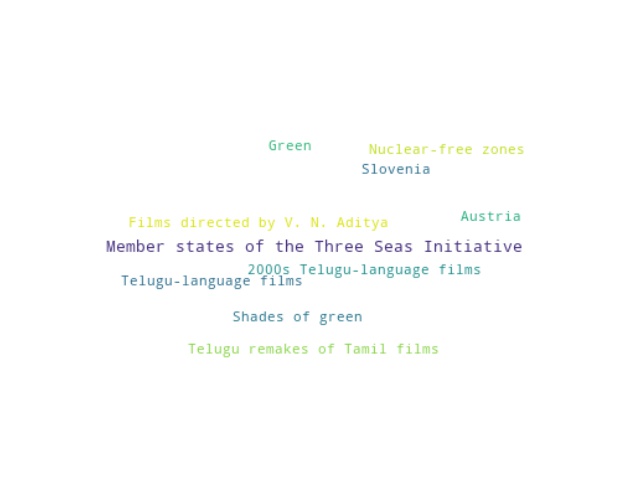 Green
Nuclear-free zones
Slovenia
Austria
Films directed by V. N. Aditya
Member states of the Three Seas Initiative
2000s Telugu-language films
Telugu-language films
Shades of green
Telugu remakes of Tamil films